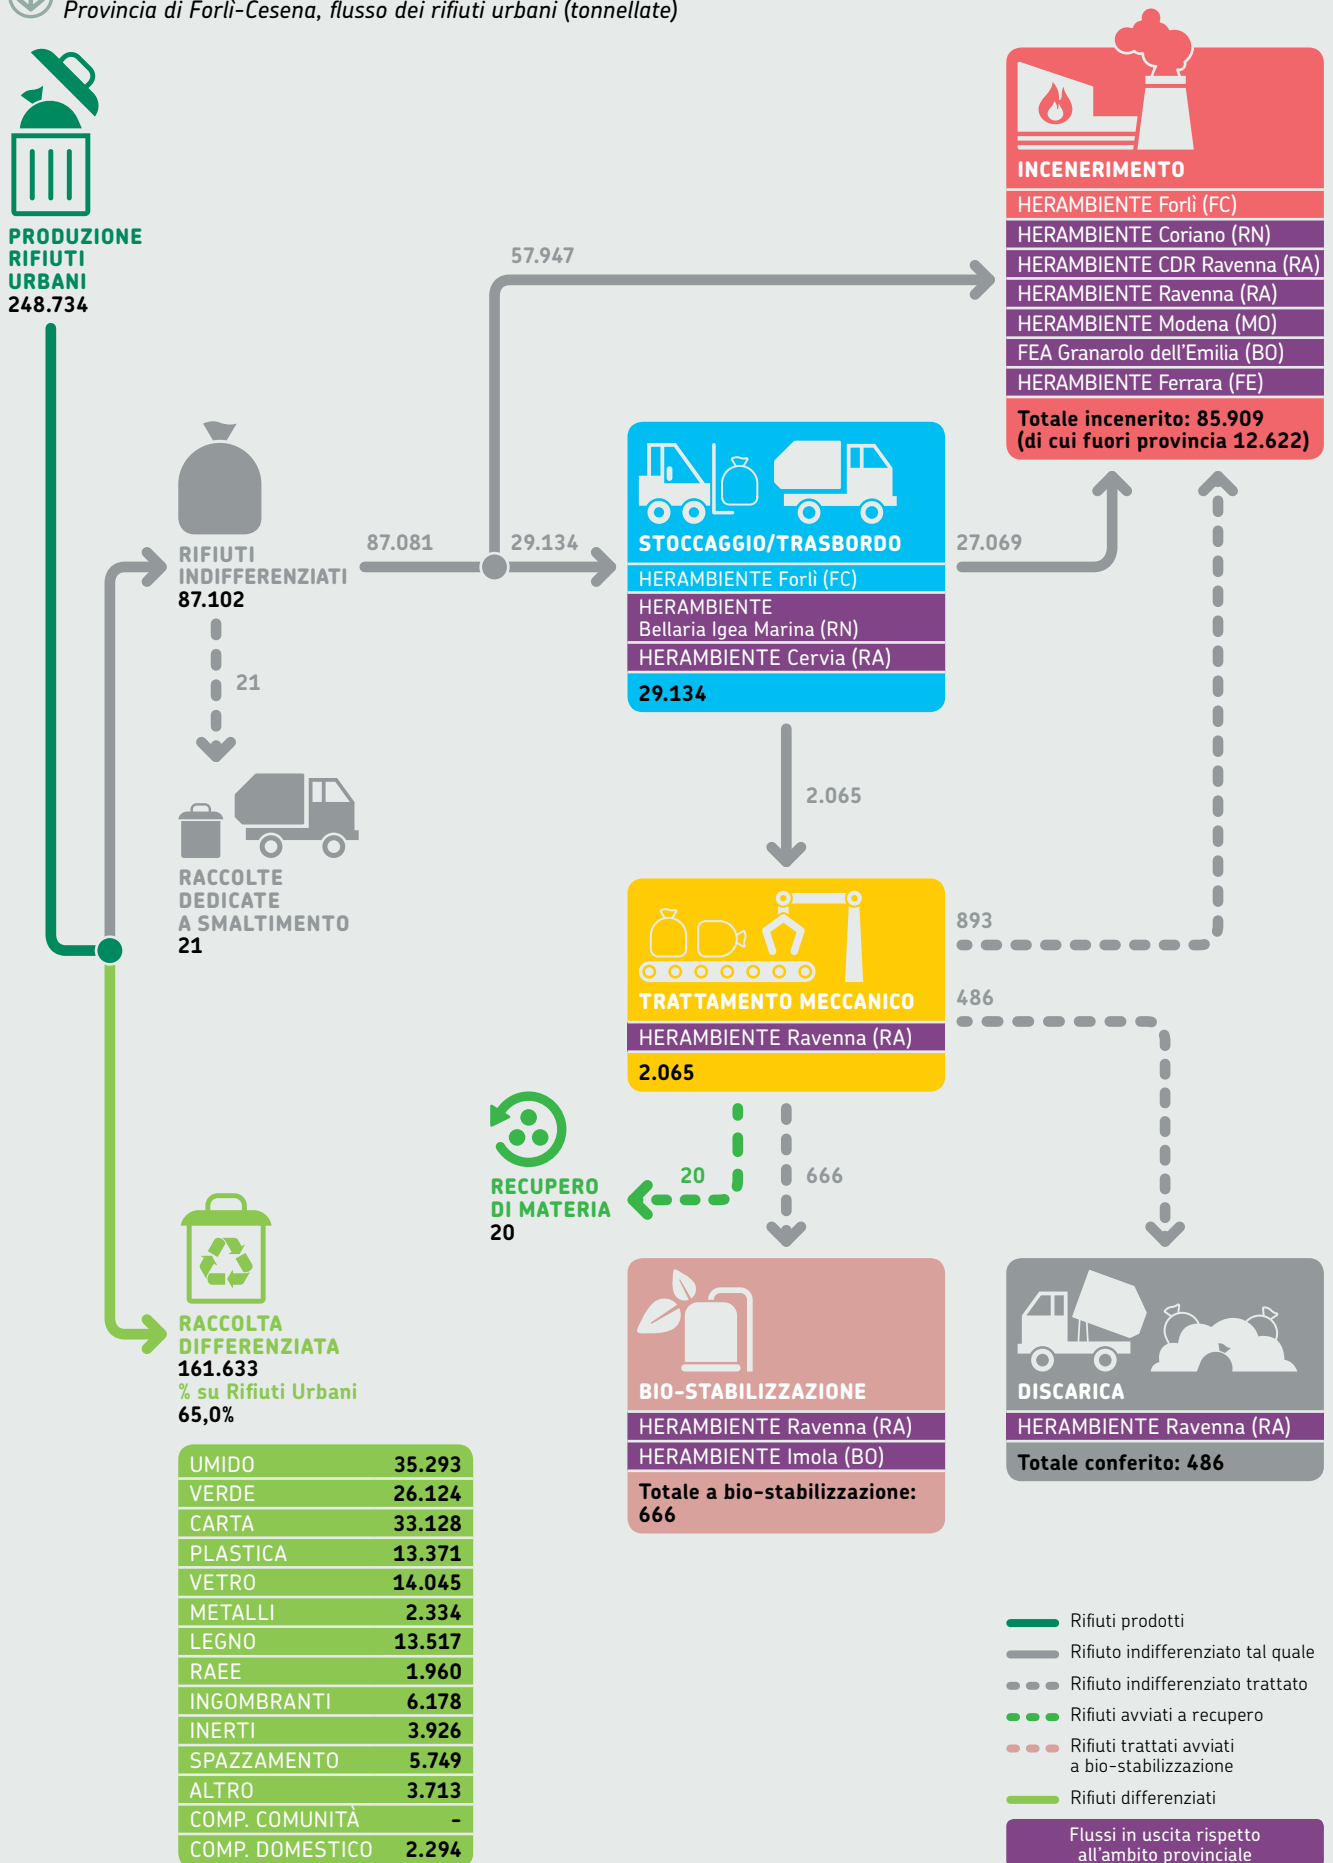 Provincia di Forlì-Cesena, flusso dei rifiuti urbani (tonnellate)
PRODUZIONE
RIFIUTI
URBANI
248.734
RIFIUTI
INDIFFERENZIATI
87.102
21
RACCOLTE
DEDICATE
A SMALTIMENTO
21
87.081
57.947
29.134
STOCCAGGIO/TRASBORDO
HERAMBIENTE Forlì (FC)
HERAMBIENTE
Bellaria Igea Marina (RN)
HERAMBIENTE Cervia (RA)
29.134
27.069
INCENERIMENTO
HERAMBIENTE Forlì (FC)
HERAMBIENTE Coriano (RN)
HERAMBIENTE CDR Ravenna (RA)
HERAMBIENTE Ravenna (RA)
HERAMBIENTE Modena (MO)
FEA Granarolo dell'Emilia (BO)
HERAMBIENTE Ferrara (FE)
Totale incenerito: 85.909
(di cui fuori provincia 12.622)
2.065
TRATTAMENTO MECCANICO
HERAMBIENTE Ravenna (RA)
2.065
893
486
RECUPERO
DI MATERIA
20
20
666
BIO-STABILIZZAZIONE
HERAMBIENTE Ravenna (RA)
HERAMBIENTE Imola (BO)
Totale a bio-stabilizzazione:
666
DISCARICA
HERAMBIENTE Ravenna (RA)
Totale conferito: 486
RACCOLTA
DIFFERENZIATA
161.633
% su Rifiuti Urbani
65,0%
UMIDO 35.293
VERDE 26.124
CARTA 33.128
PLASTICA 13.371
VETRO 14.045
METALLI 2.334
LEGNO 13.517
RAEE 1.960
INGOMBRANTI 6.178
INERTI 3.926
SPAZZAMENTO 5.749
ALTRO 3.713
COMP. COMUNITÀ -
COMP. DOMESTICO 2.294
Rifiuti prodotti
Rifiuto indifferenziato tal quale
Rifiuto indifferenziato trattato
Rifiuti avviati a recupero
Rifiuti trattati avviati
a bio-stabilizzazione
Rifiuti differenziati
Flussi in uscita rispetto
all'ambito provinciale